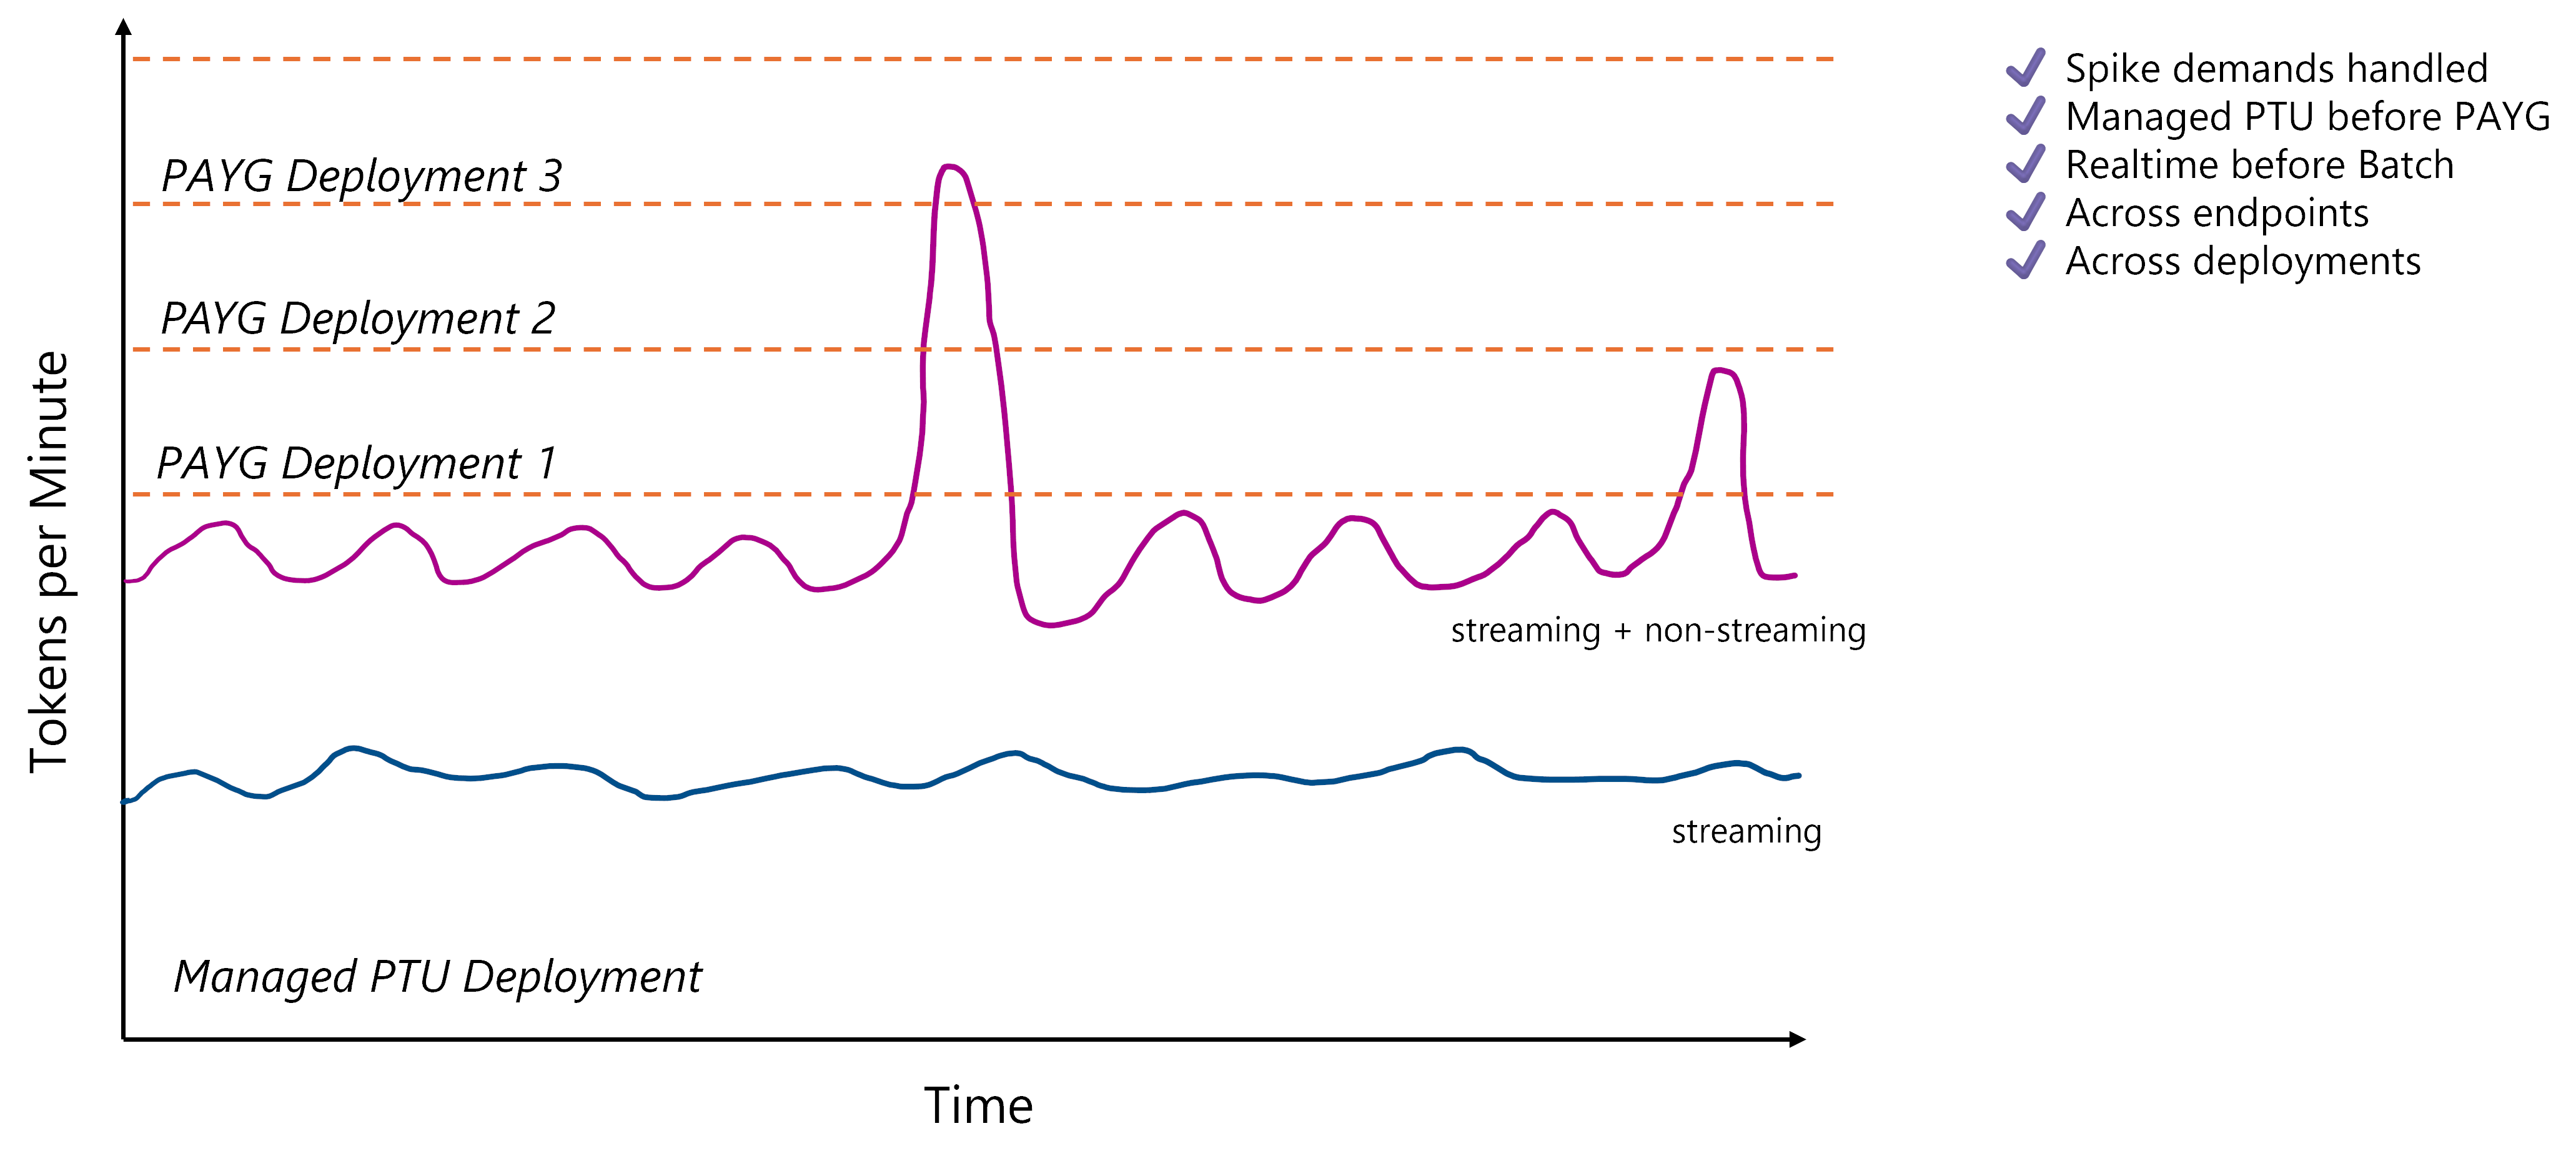 Tokens per Minute
PAYG Deployment 3
PAYG Deployment 2
PAYG Deployment 1
streaming + non-streaming
streaming
Managed PTU Deployment
Time
Spike demands handled
Managed PTU before PAYG
Realtime before Batch
Across endpoints
Across deployments